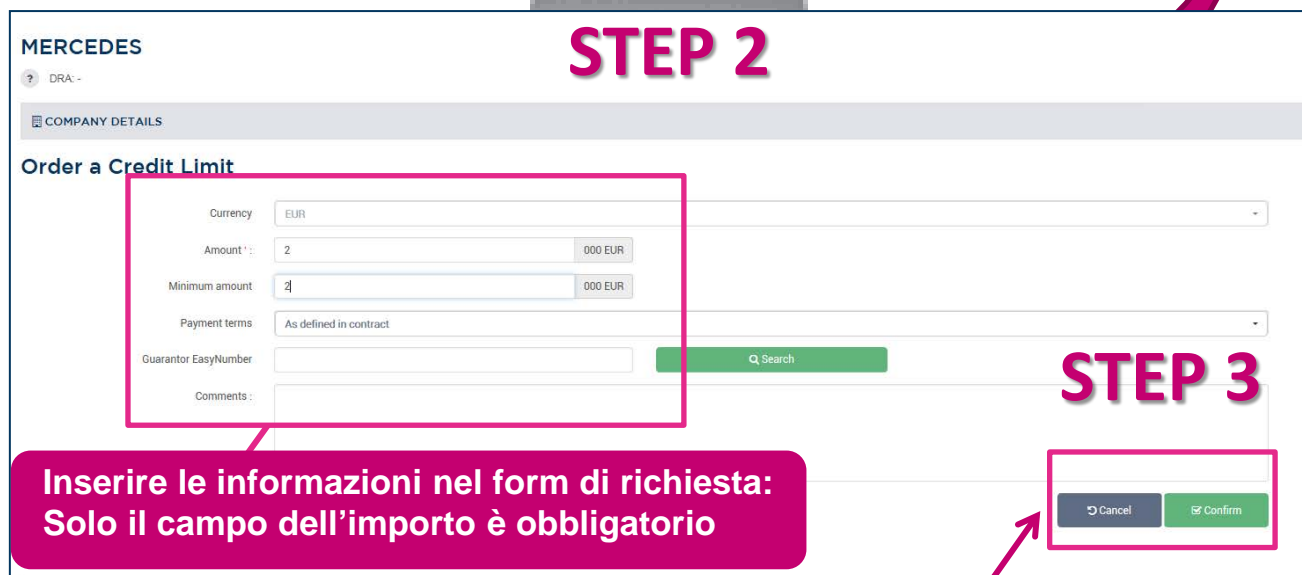 STEP 2
MERCEDES
? DRA: -
COMPANY DETAILS
Order a Credit Limit
Currency EUR
Amount * : 2 000 EUR
Minimum amount 2 000 EUR
Payment terms As defined in contract
Guarantor EasyNumber Search
Comments :
STEP 3
Inserire le informazioni nel form di richiesta:
Solo il campo dell’importo è obbligatorio
Cancel Confirm